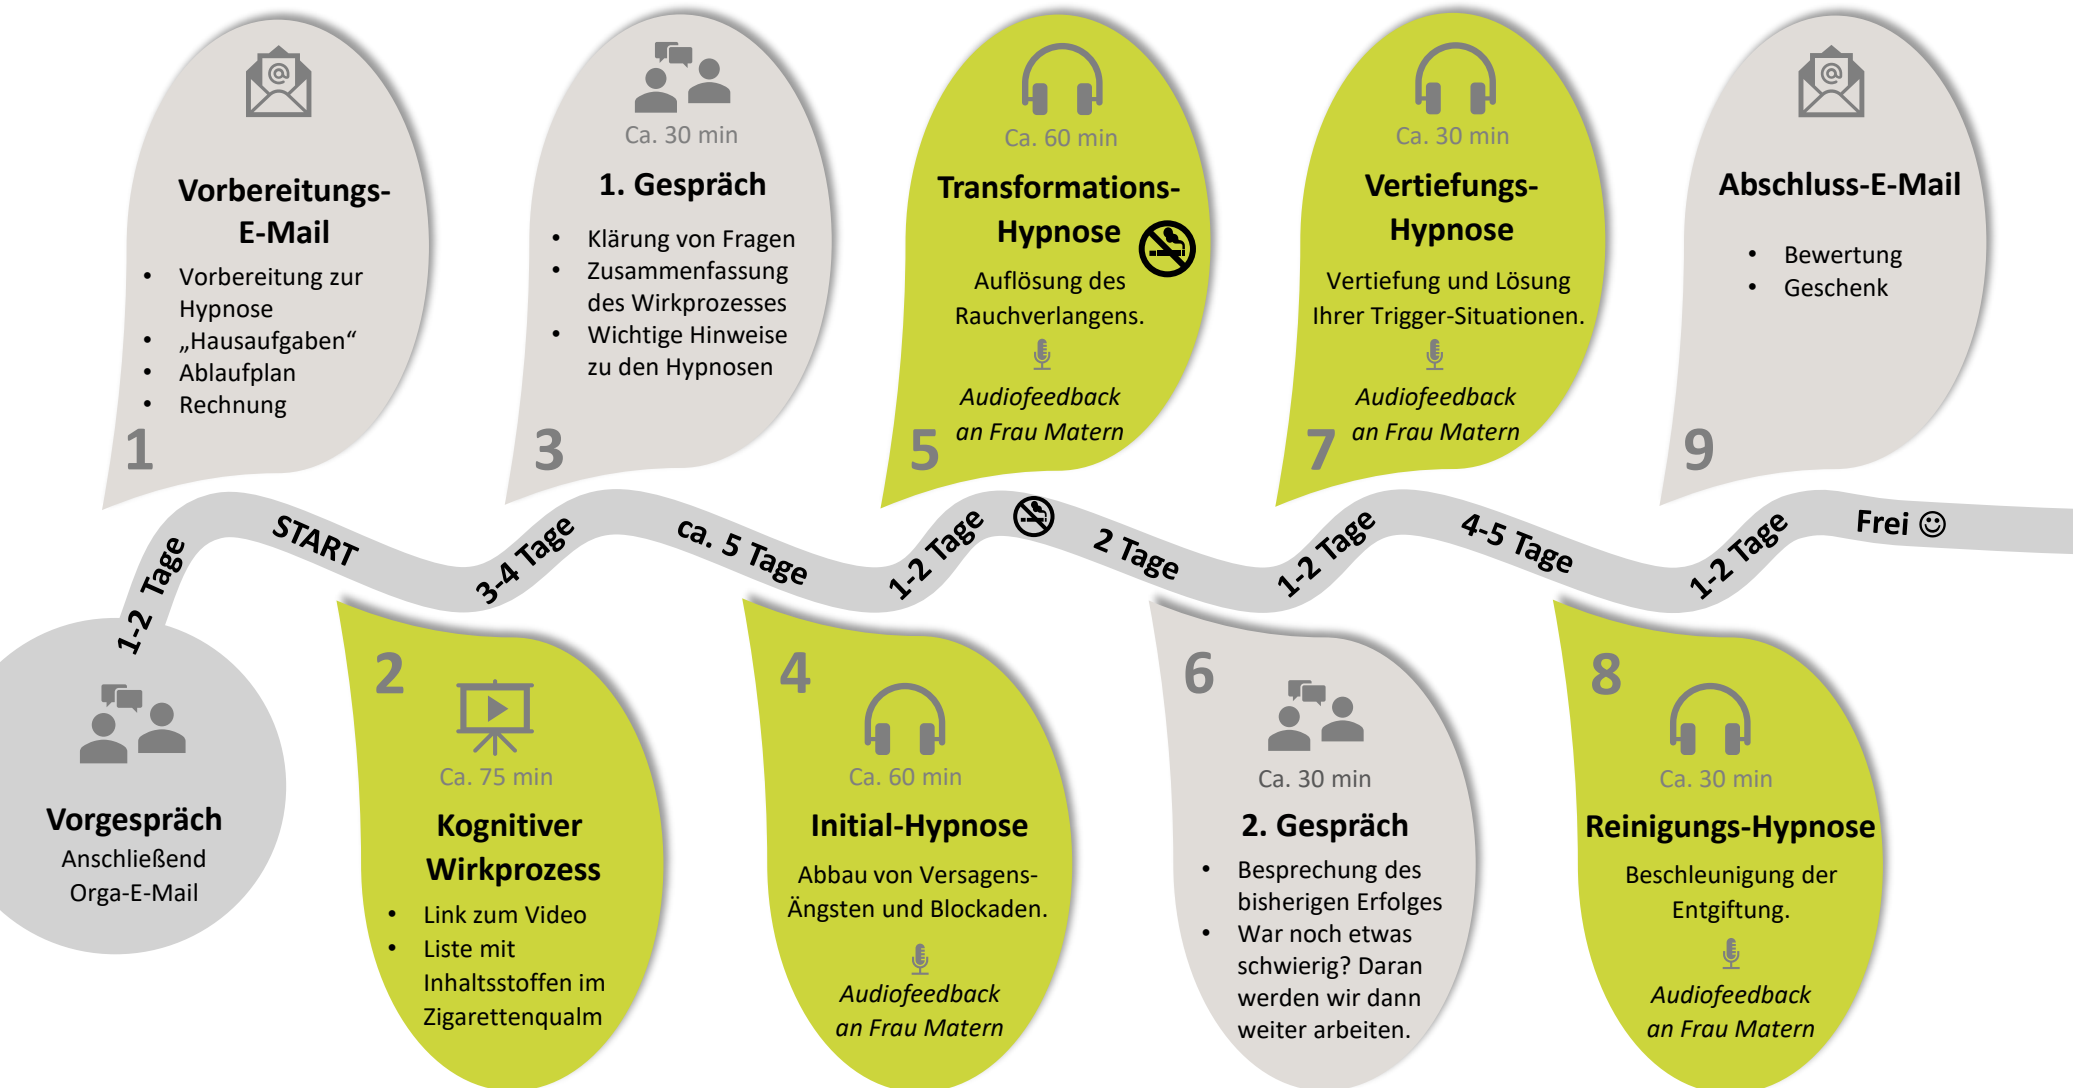 Vorgespräch
Anschließend
Orga-E-Mail
1-2 Tage
Vorbereitungs-
E-Mail
• Vorbereitung zur
Hypnose
• „Hausaufgaben“
• Ablaufplan
• Rechnung
1
START
2
Ca. 75 min
Kognitiver
Wirkprozess
• Link zum Video
• Liste mit
Inhaltsstoffen im
Zigarettenqualm
3-4 Tage
Ca. 30 min
1. Gespräch
• Klärung von Fragen
• Zusammenfassung
des Wirkprozesses
• Wichtige Hinweise
zu den Hypnosen
3
ca. 5 Tage
4
Ca. 60 min
Initial-Hypnose
Abbau von Versagens-
Ängsten und Blockaden.
Audiofeedback
an Frau Matern
1-2 Tage
Ca. 60 min
Transformations-
Hypnose
Auflösung des
Rauchverlangens.
Audiofeedback
an Frau Matern
5
2 Tage
6
Ca. 30 min
2. Gespräch
• Besprechung des
bisherigen Erfolges
• War noch etwas
schwierig? Daran
werden wir dann
weiter arbeiten.
1-2 Tage
Ca. 30 min
Vertiefungs-
Hypnose
Vertiefung und Lösung
Ihrer Trigger-Situationen.
Audiofeedback
an Frau Matern
7
4-5 Tage
8
Ca. 30 min
Reinigungs-Hypnose
Beschleunigung der
Entgiftung.
Audiofeedback
an Frau Matern
1-2 Tage
@
Abschluss-E-Mail
• Bewertung
• Geschenk
9
Frei ☺